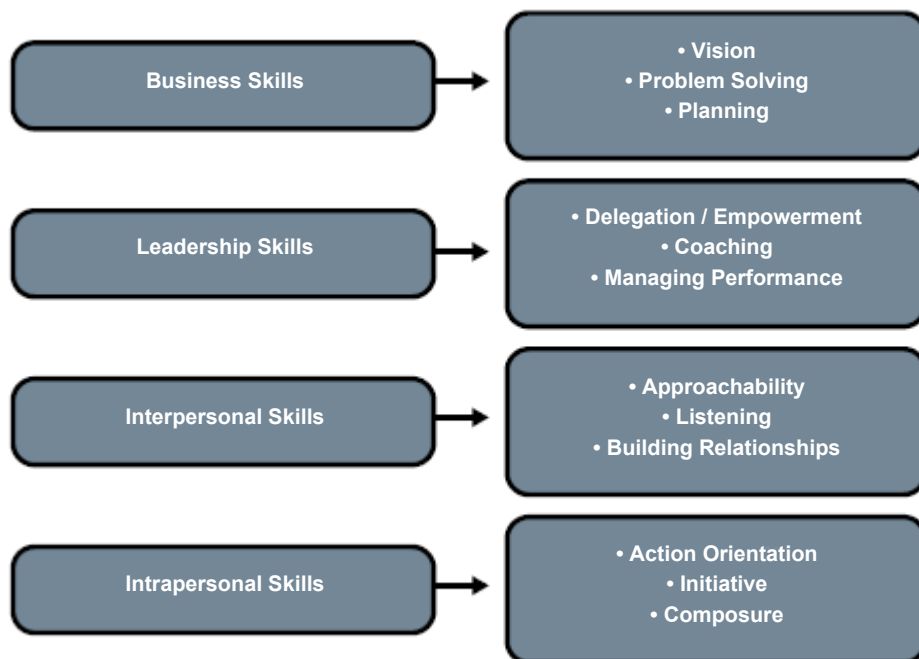 Business Skills
• Vision
• Problem Solving
• Planning
Leadership Skills
• Delegation / Empowerment
• Coaching
• Managing Performance
Interpersonal Skills
• Approachability
• Listening
• Building Relationships
Intrapersonal Skills
• Action Orientation
• Initiative
• Composure